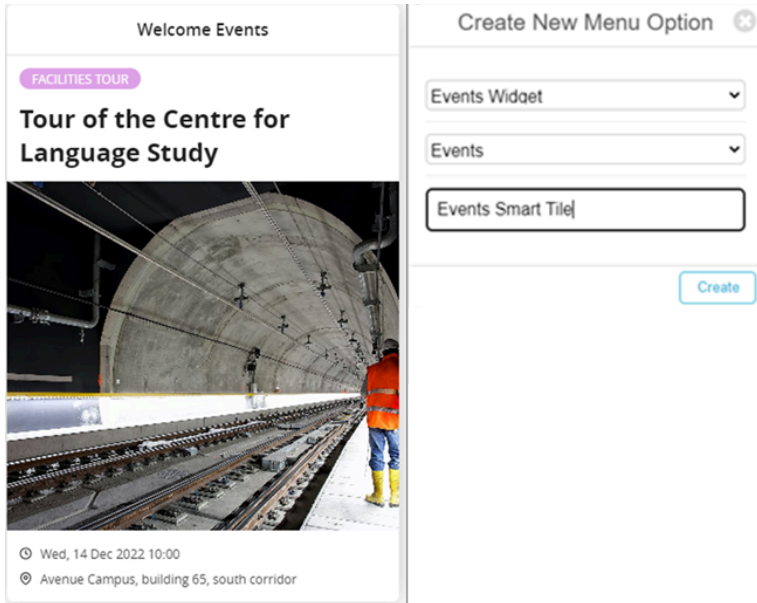 Welcome Events
FACILITIES TOUR
Tour of the Centre for
Language Study
Wed, 14 Dec 2022 10:00
Avenue Campus, building 65, south corridor
Create New Menu Option
Events Widget
Events
Events Smart Tile
Create